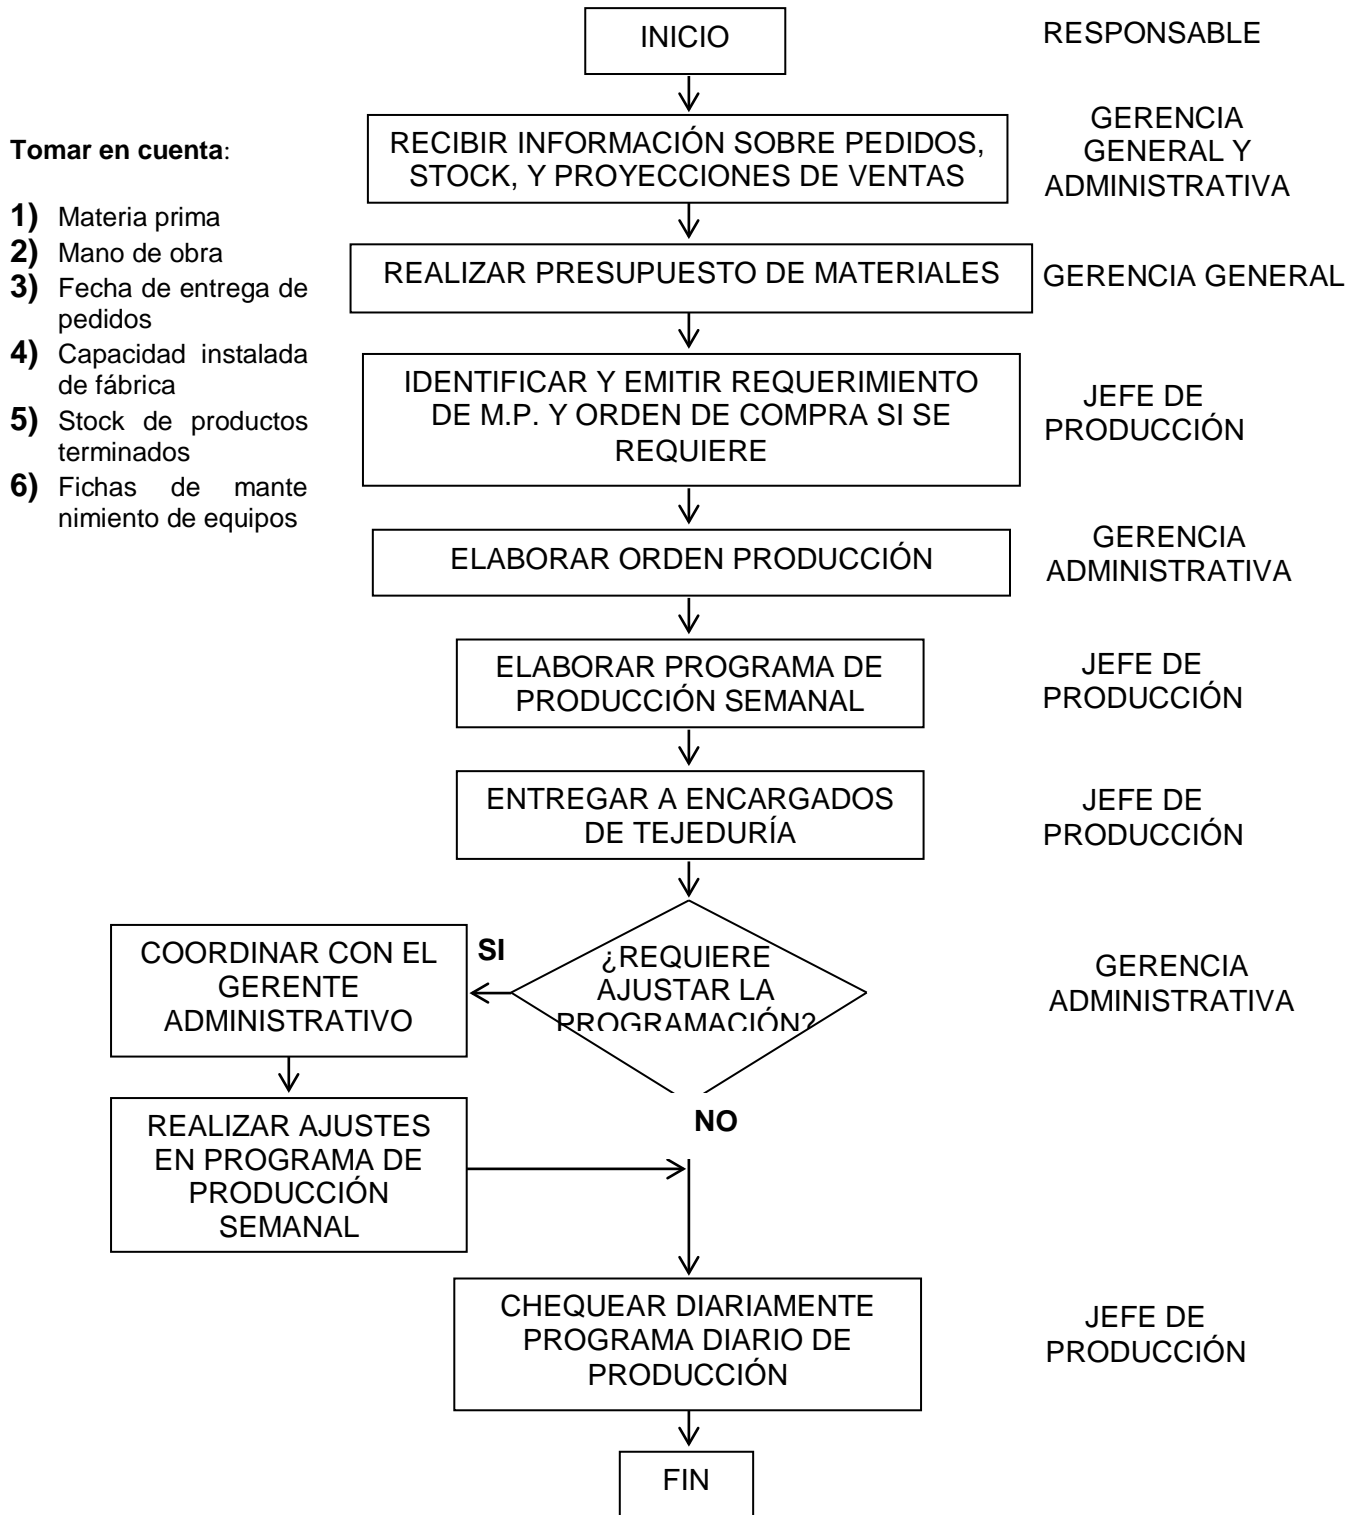 INICIO
RESPONSABLE
RECIBIR INFORMACIÓN SOBRE PEDIDOS,
STOCK, Y PROYECCIONES DE VENTAS
GERENCIA
GENERAL Y
ADMINISTRATIVA
Tomar en cuenta:
1) Materia prima
2) Mano de obra
3) Fecha de entrega de
pedidos
4) Capacidad instalada
de fábrica
5) Stock de productos
terminados
6) Fichas de mante
nimiento de equipos
REALIZAR PRESUPUESTO DE MATERIALES
GERENCIA GENERAL
IDENTIFICAR Y EMITIR REQUERIMIENTO
DE M.P. Y ORDEN DE COMPRA SI SE
REQUIERE
JEFE DE
PRODUCCIÓN
ELABORAR ORDEN PRODUCCIÓN
GERENCIA
ADMINISTRATIVA
ELABORAR PROGRAMA DE
PRODUCCIÓN SEMANAL
JEFE DE
PRODUCCIÓN
ENTREGAR A ENCARGADOS
DE TEJEDURÍA
JEFE DE
PRODUCCIÓN
¿REQUIERE
AJUSTAR LA
PROGRAMACIÓN?
GERENCIA
ADMINISTRATIVA
SI
COORDINAR CON EL
GERENTE
ADMINISTRATIVO
REALIZAR AJUSTES
EN PROGRAMA DE
PRODUCCIÓN
SEMANAL
NO
CHEQUEAR DIARIAMENTE
PROGRAMA DIARIO DE
PRODUCCIÓN
JEFE DE
PRODUCCIÓN
FIN